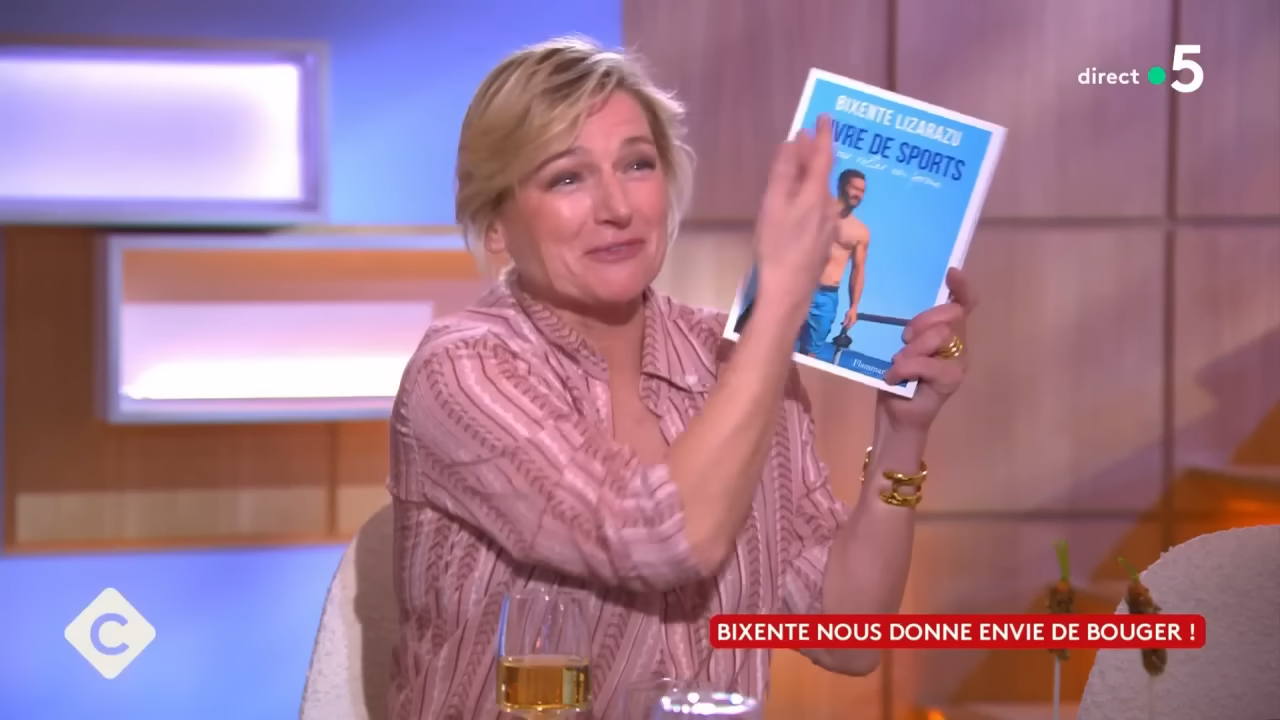 direct 5
BIXENTE LIZARAZU
IVRE DE SPORTS
C
BIXENTE NOUS DONNE ENVIE DE BOUGER !